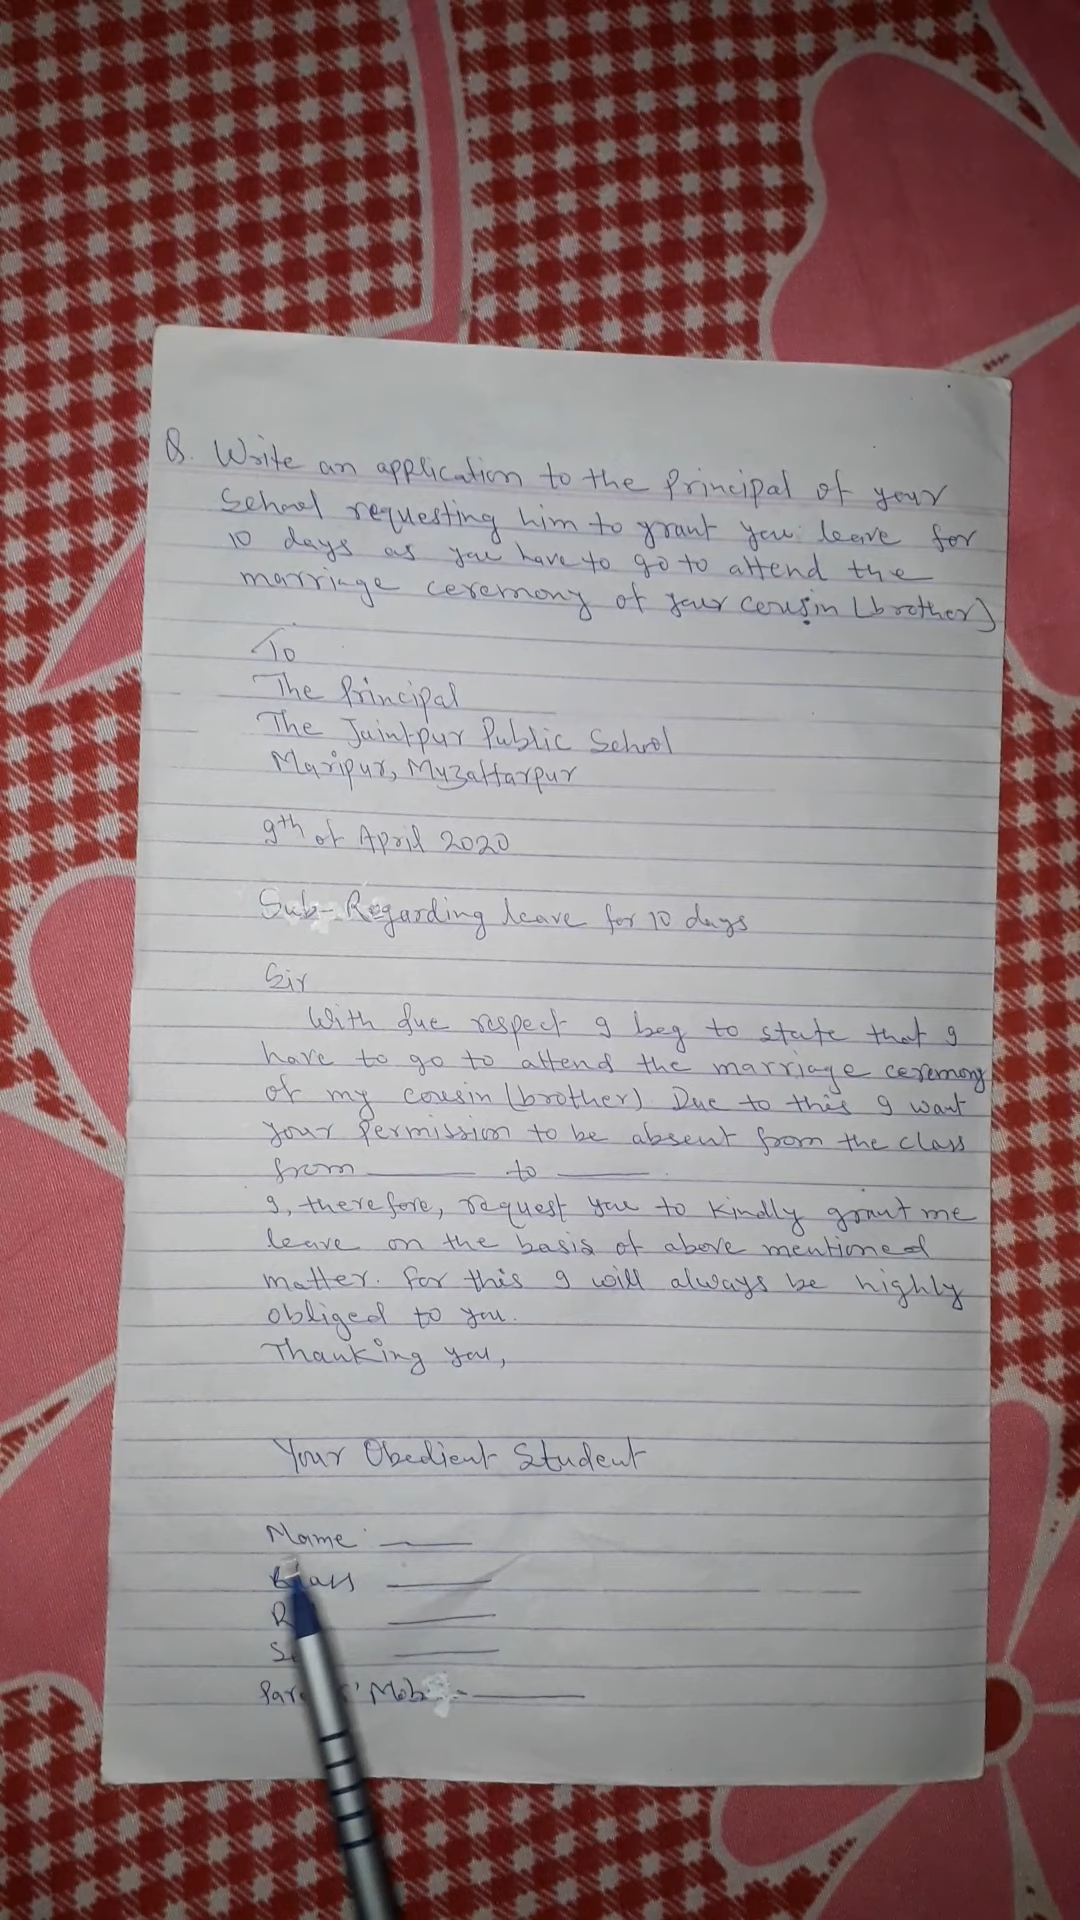 Q. Write an application to the Principal of your
School requesting him to grant you leave for
10 days as you have to go to attend the
marriage ceremony of your cousin (brother)
To
The Principal
The Jaintpur Public School
Maripur, Muzaffarpur
9th of April 2020
Sub- Regarding leave for 10 days
Sir
With due respect I beg to state that I
have to go to attend the marriage ceremony
of my cousin (brother). Due to this I want
your permission to be absent from the class
from ______ to ______.
I, therefore, request you to kindly grant me
leave on the basis of above mentioned
matter. For this I will always be highly
obliged to you.
Thanking you,
Your Obedient Student
Name ______
Class ______
______
______
Mob :- ______